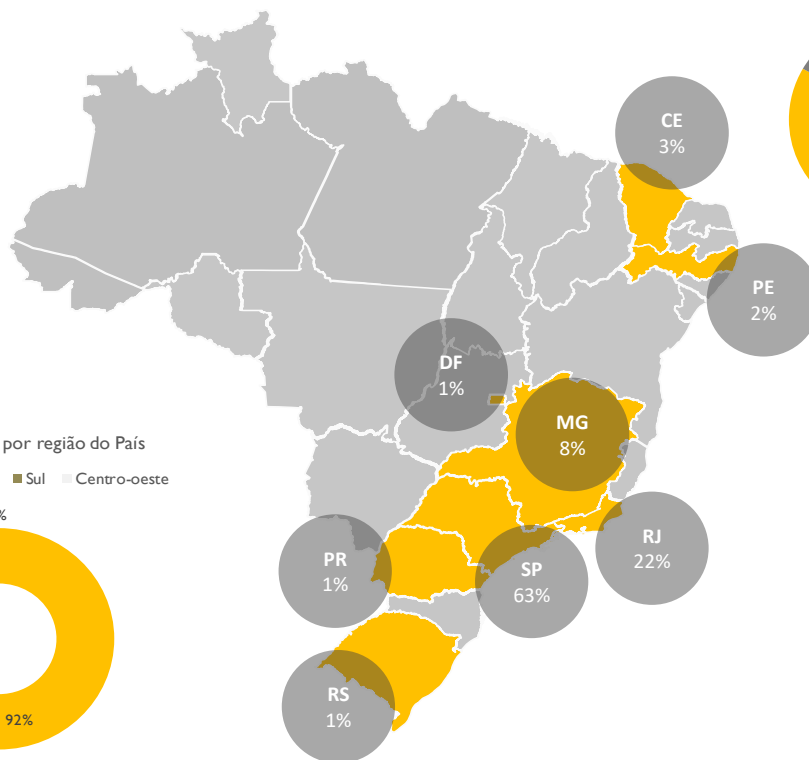 CE
3%
PE
2%
DF
1%
MG
8%
por região do País
Sul Centro-oeste
%
RJ
22%
PR
1%
SP
63%
RS
1%
92%